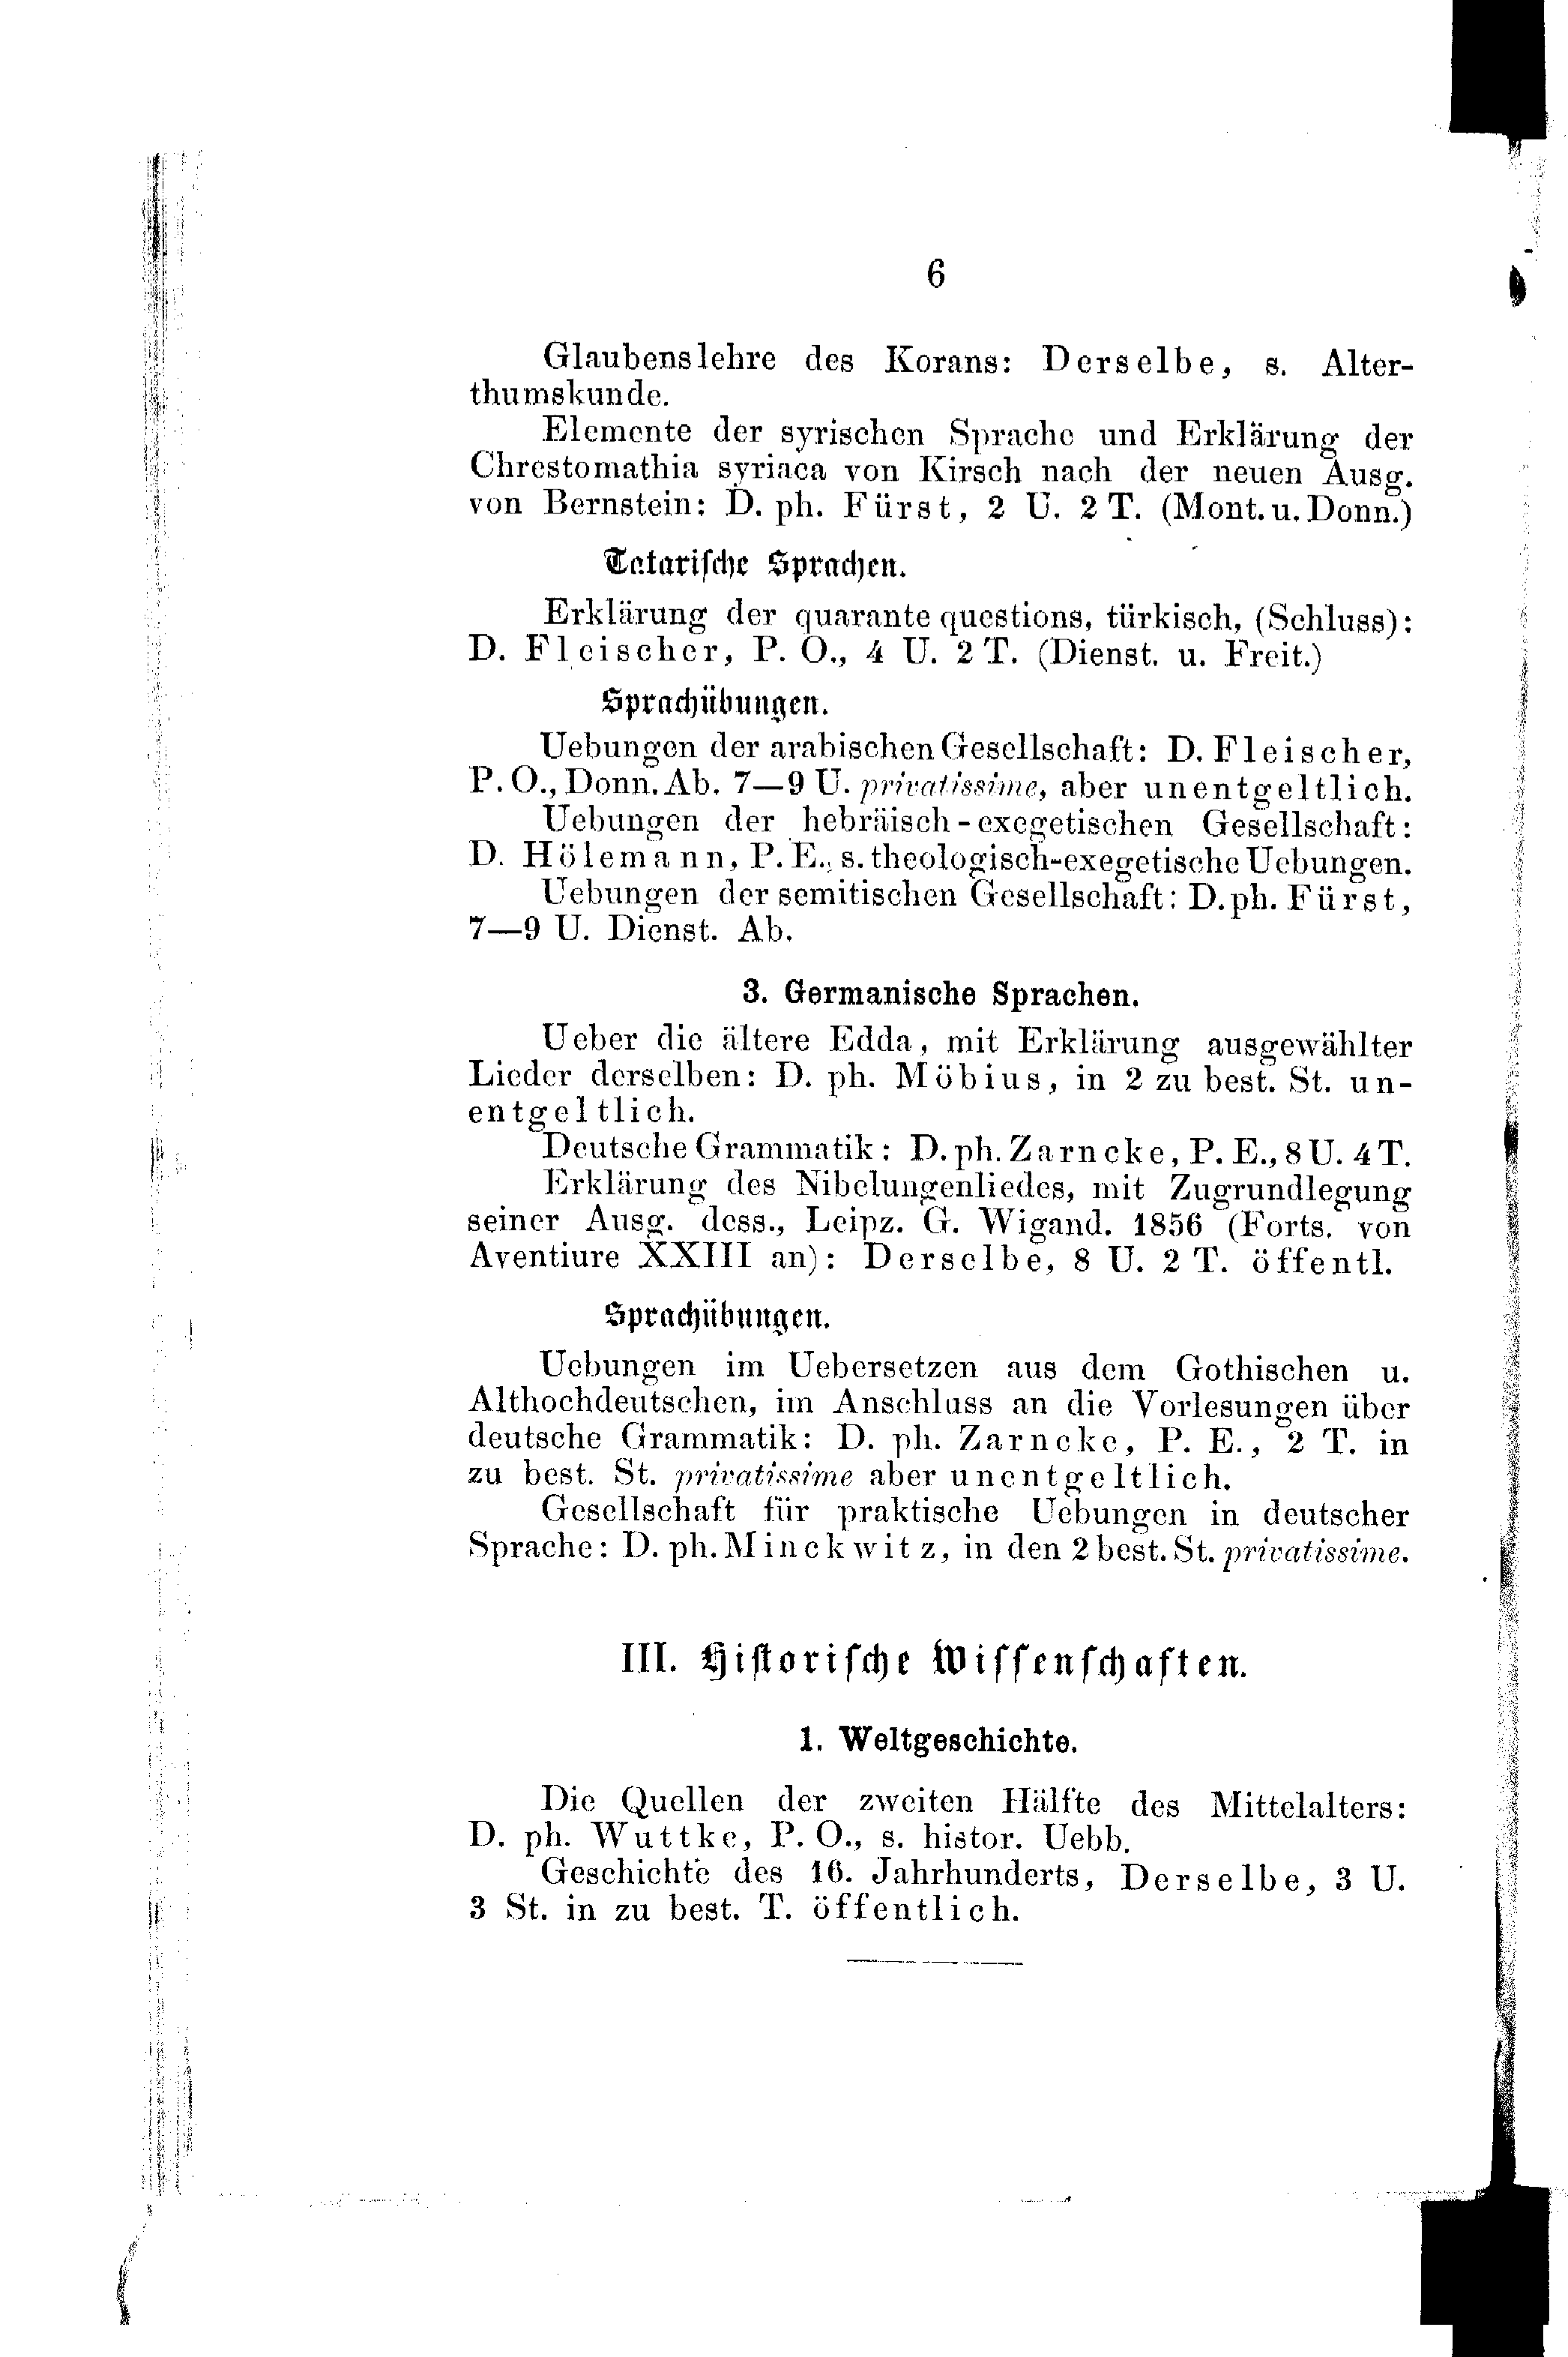 6
Glaubenslehre des Korans: Derselbe, s. Alter-
thumskunde.
Elemente der syrischen Sprache und Erklärung der
Chrestomathia syriaca von Kirsch nach der neuen Ausg.
von Bernstein: D. ph. Fürst, 2 U. 2 T. (Mont. u. Donn.)
Tatarische Sprachen.
Erklärung der quarante questions, türkisch, (Schluss):
D. Fleischer, P. O., 4 U. 2 T. (Dienst. u. Freit.)
Sprachübungen.
Uebungen der arabischen Gesellschaft: D. Fleischer,
P. O., Donn. Ab. 7—9 U. privatissime, aber unentgeltlich.
Uebungen der hebräisch-exegetischen Gesellschaft:
D. Hölemann, P. E., s. theologisch-exegetische Uebungen.
Uebungen der semitischen Gesellschaft: D. ph. Fürst,
7—9 U. Dienst. Ab.
3. Germanische Sprachen.
Ueber die ältere Edda, mit Erklärung ausgewählter
Lieder derselben: D. ph. Möbius, in 2 zu best. St. un-
entgeltlich.
Deutsche Grammatik: D. ph. Zarncke, P. E., 8 U. 4 T.
Erklärung des Nibelungenliedes, mit Zugrundlegung
seiner Ausg. dess., Leipz. G. Wigand. 1856 (Forts. von
Aventiure XXIII an): Derselbe, 8 U. 2 T. öffentl.
Sprachübungen.
Uebungen im Uebersetzen aus dem Gothischen u.
Althochdeutschen, im Anschluss an die Vorlesungen über
deutsche Grammatik: D. ph. Zarncke, P. E., 2 T. in
zu best. St. privatissime aber unentgeltlich.
Gesellschaft für praktische Uebungen in deutscher
Sprache: D. ph. Minckwitz, in den 2 best. St. privatissime.
III. Historische Wissenschaften.
1. Weltgeschichte.
Die Quellen der zweiten Hälfte des Mittelalters:
D. ph. Wuttke, P. O., s. histor. Uebb.
Geschichte des 16. Jahrhunderts, Derselbe, 3 U.
3 St. in zu best. T. öffentlich.